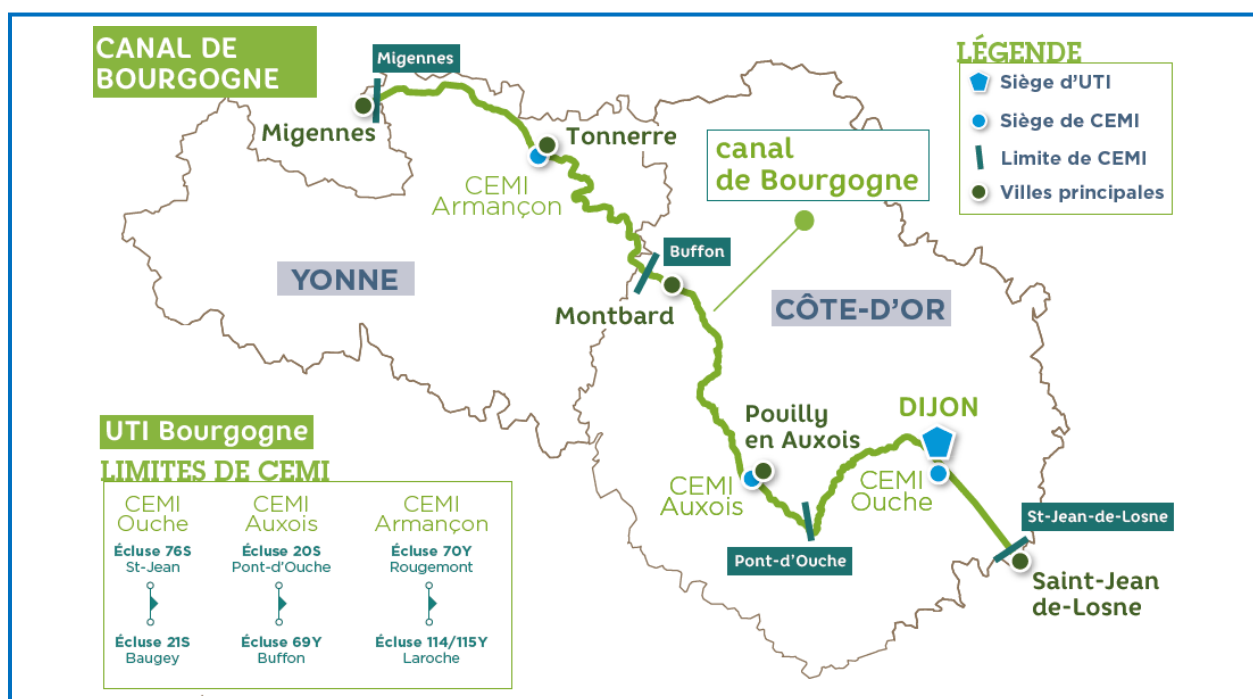 CANAL DE
BOURGOGNE
Migennes
Migennes
Tonnerre
CEMI
Armançon
canal
de Bourgogne
LÉGENDE
Siège d'UTI
Siège de CEMI
Limite de CEMI
Villes principales
YONNE
Buffon
Montbard
CÔTE-D'OR
Pouilly
en Auxois
DIJON
CEMI
Auxois
CEMI
Ouche
Pont-d'Ouche
St-Jean-de-Losne
Saint-Jean
de-Losne
UTI Bourgogne
LIMITES DE CEMI
CEMI
Ouche
Écluse 76S
St-Jean
Écluse 21S
Baugey
CEMI
Auxois
Écluse 20S
Pont-d'Ouche
Écluse 69Y
Buffon
CEMI
Armançon
Écluse 70Y
Rougemont
Écluse 114/115Y
Laroche